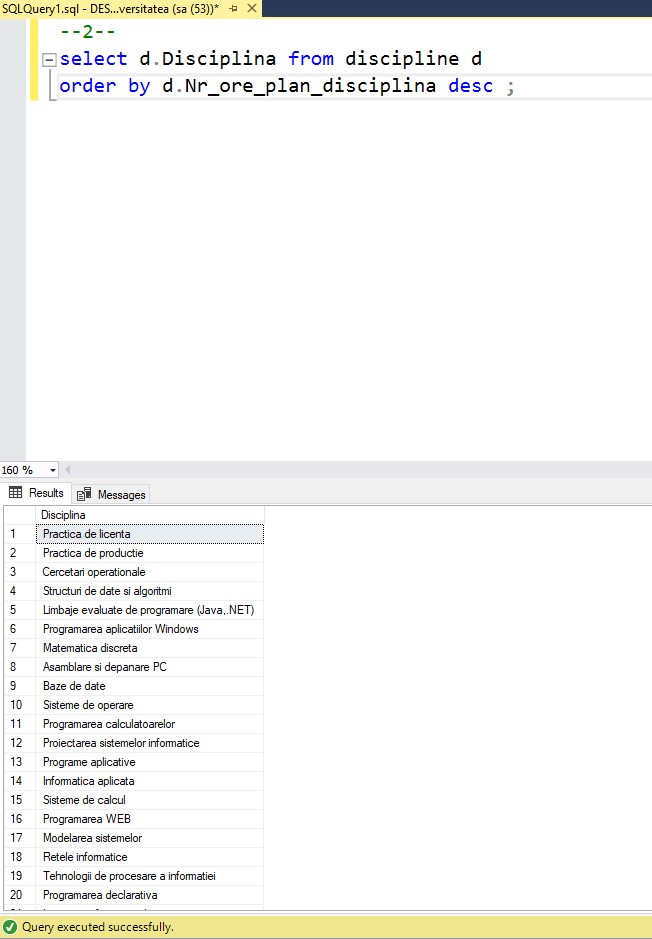 SQLQuery1.sql - DES...versitatea (sa (53))*
--2--
select d.Disciplina from discipline d
order by d.Nr_ore_plan_disciplina desc ;
160 %
Results Messages
Disciplina
1 Practica de licenta
2 Practica de productie
3 Cercetari operationale
4 Structuri de date si algoritmi
5 Limbaje evaluate de programare (Java,.NET)
6 Programarea aplicatiilor Windows
7 Matematica discreta
8 Asamblare si depanare PC
9 Baze de date
10 Sisteme de operare
11 Programarea calculatoarelor
12 Proiectarea sistemelor informatice
13 Programe aplicative
14 Informatica aplicata
15 Sisteme de calcul
16 Programarea WEB
17 Modelarea sistemelor
18 Retele informatice
19 Tehnologii de procesare a informatiei
20 Programarea declarativa
Query executed successfully.